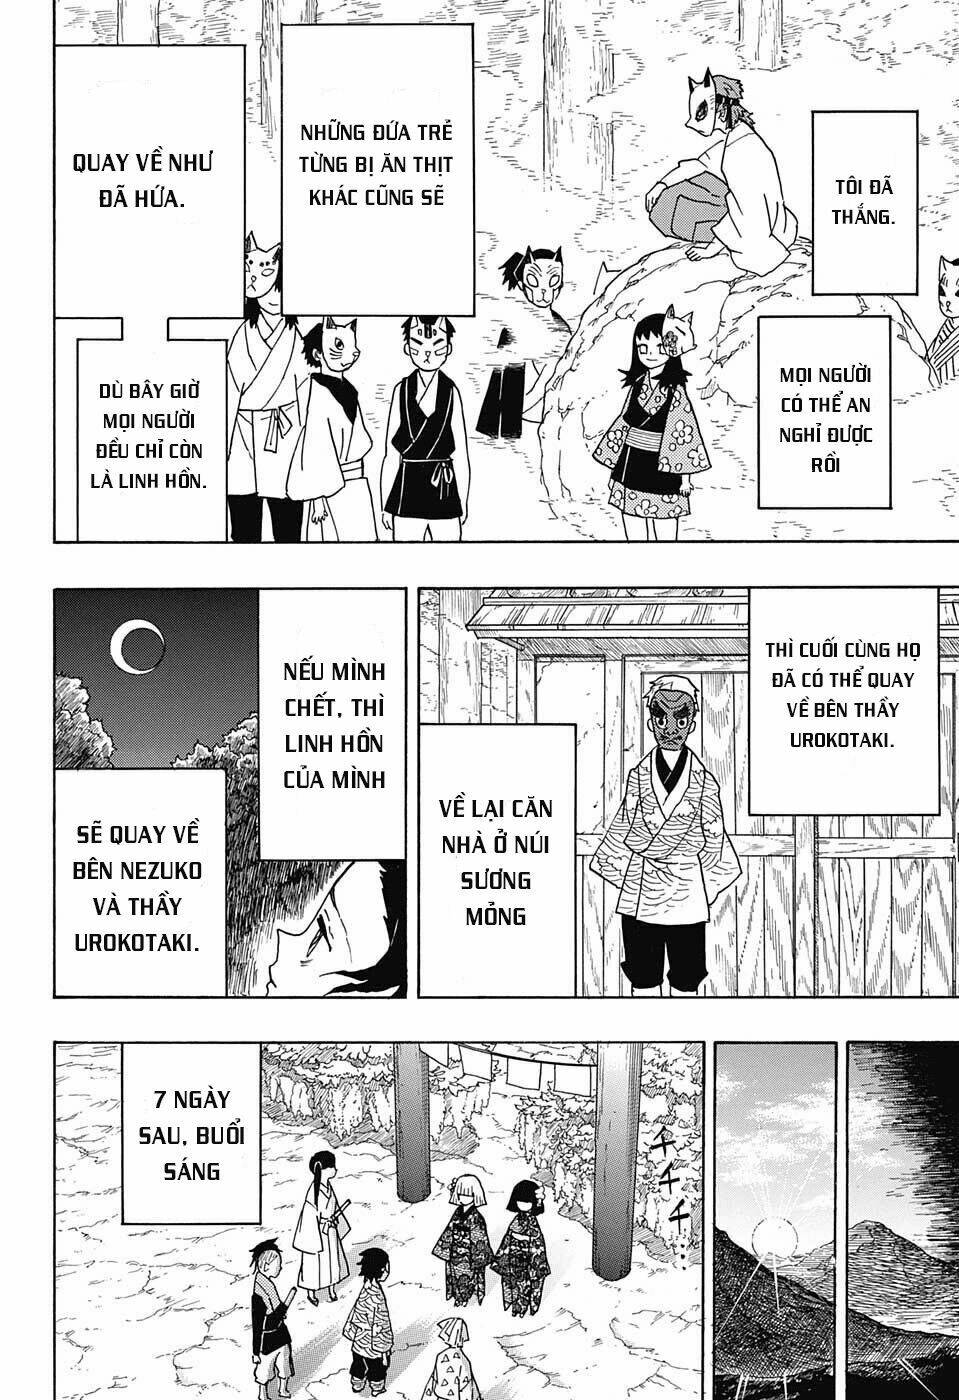 TÔI ĐÃ
THẮNG.
MỌI NGƯỜI
CÓ THỂ AN
NGHỈ ĐƯỢC
RỒI
NHỮNG ĐỨA TRẺ
TỪNG BỊ ĂN THỊT
KHÁC CŨNG SẼ
QUAY VỀ NHƯ
ĐÃ HỨA.
DÙ BÂY GIỜ
MỌI NGƯỜI
ĐỀU CHỈ CÒN
LÀ LINH HỒN.
THÌ CUỐI CÙNG HỌ
ĐÃ CÓ THỂ QUAY
VỀ BÊN THẦY
UROKOTAKI.
VỀ LẠI CĂN
NHÀ Ở NÚI
SƯƠNG
MỎNG
NẾU MÌNH
CHẾT, THÌ
LINH HỒN
CỦA MÌNH
SẼ QUAY VỀ
BÊN NEZUKO
VÀ THẦY
UROKOTAKI.
チチチ…
7 NGÀY
SAU, BUỔI
SÁNG